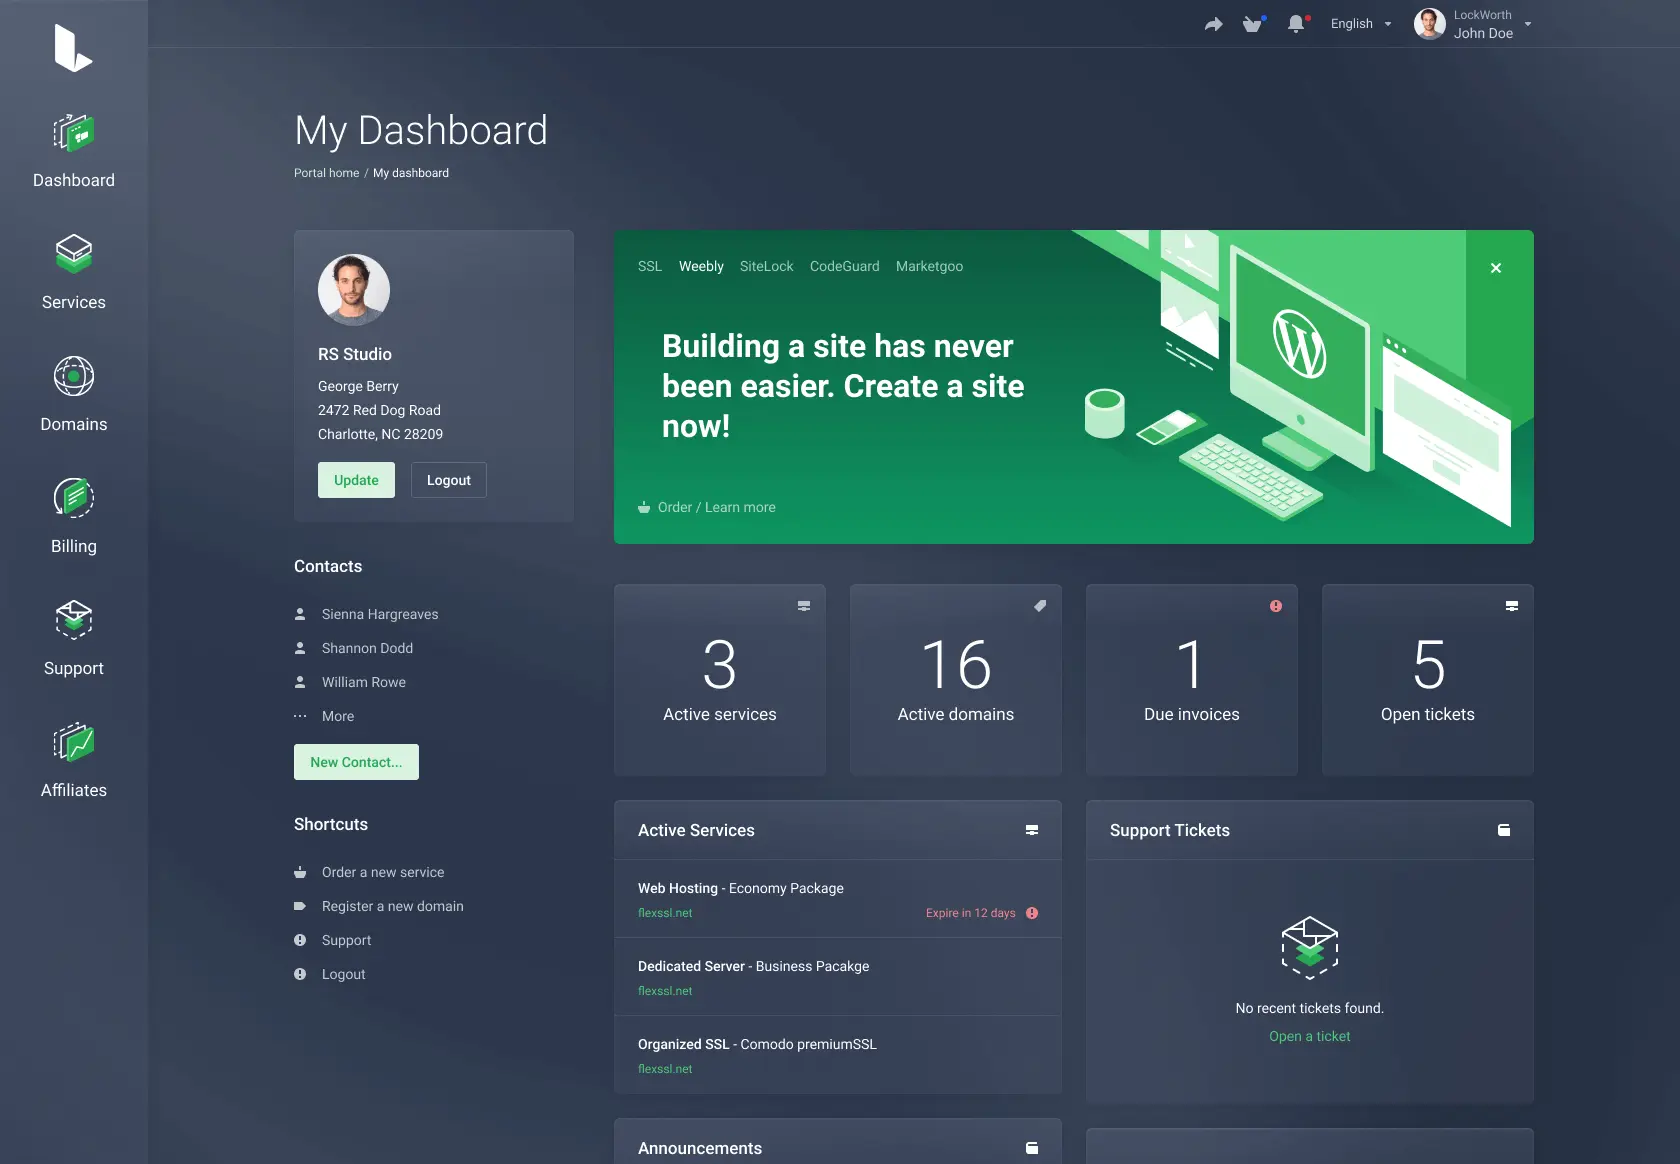 English
LockWorth
John Doe
Dashboard
Services
Domains
Billing
Support
Affiliates
My Dashboard
Portal home / My dashboard
RS Studio
George Berry
2472 Red Dog Road
Charlotte, NC 28209
Update
Logout
Contacts
Sienna Hargreaves
Shannon Dodd
William Rowe
More
New Contact...
Shortcuts
Order a new service
Register a new domain
Support
Logout
SSL Weebly SiteLock CodeGuard Marketgoo
Building a site has never
been easier. Create a site
now!
Order / Learn more
3
Active services
16
Active domains
1
Due invoices
5
Open tickets
Active Services
Web Hosting - Economy Package
flexssl.net
Expire in 12 days
Dedicated Server - Business Pacakge
flexssl.net
Organized SSL - Comodo premiumSSL
flexssl.net
Support Tickets
No recent tickets found.
Open a ticket
Announcements